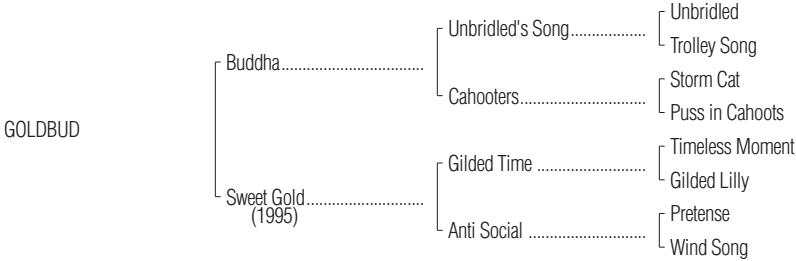 Unbridled
Unbridled's Song..................
Trolley Song
Buddha..................................
Storm Cat
Cahooters..............................
Puss in Cahoots
GOLDBUD
Timeless Moment
Gilded Time ..........................
Gilded Lilly
Sweet Gold............................
(1995)
Pretense
Anti Social ............................
Wind Song